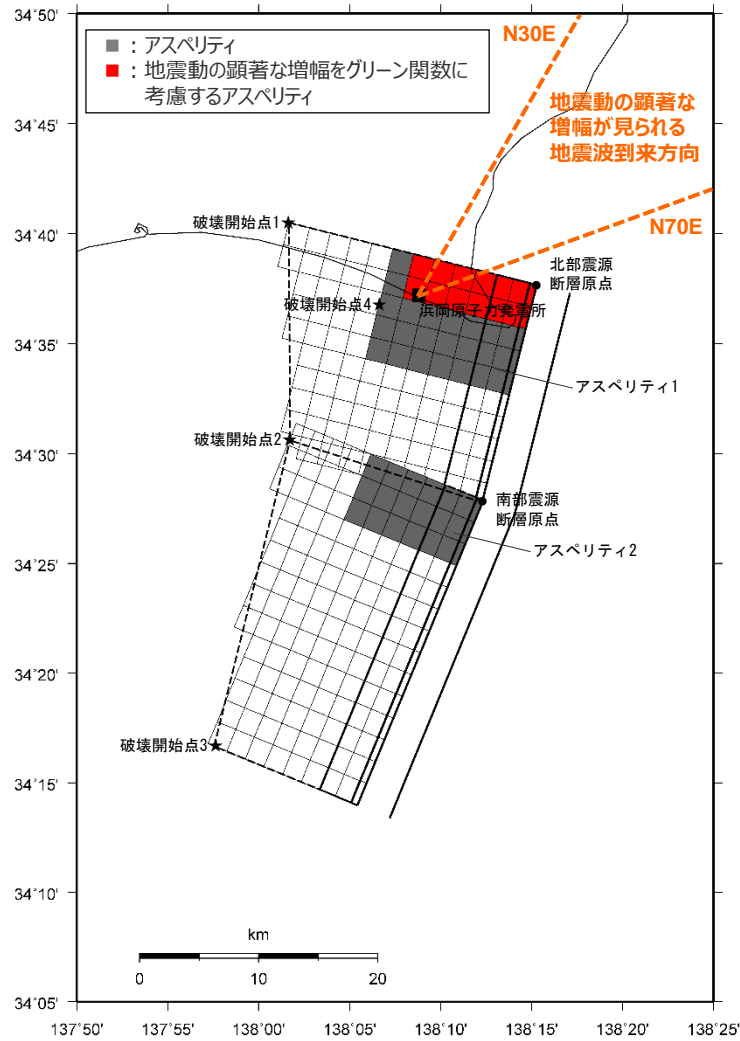 34°50'
■ : アスペリティ
■ : 地震動の顕著な増幅をグリーン関数に
考慮するアスペリティ
N30E
地震動の顕著な
増幅が見られる
地震波到来方向
N70E
34°45'
34°40'
破壊開始点1
北部震源
断層原点
破壊開始点4
浜岡原子力発電所
34°35'
アスペリティ1
34°30'
破壊開始点2
南部震源
断層原点
アスペリティ2
34°25'
34°20'
破壊開始点3
34°15'
34°10'
km
0 10 20
34°05'
137°50' 137°55' 138°00' 138°05' 138°10' 138°15' 138°20' 138°25'